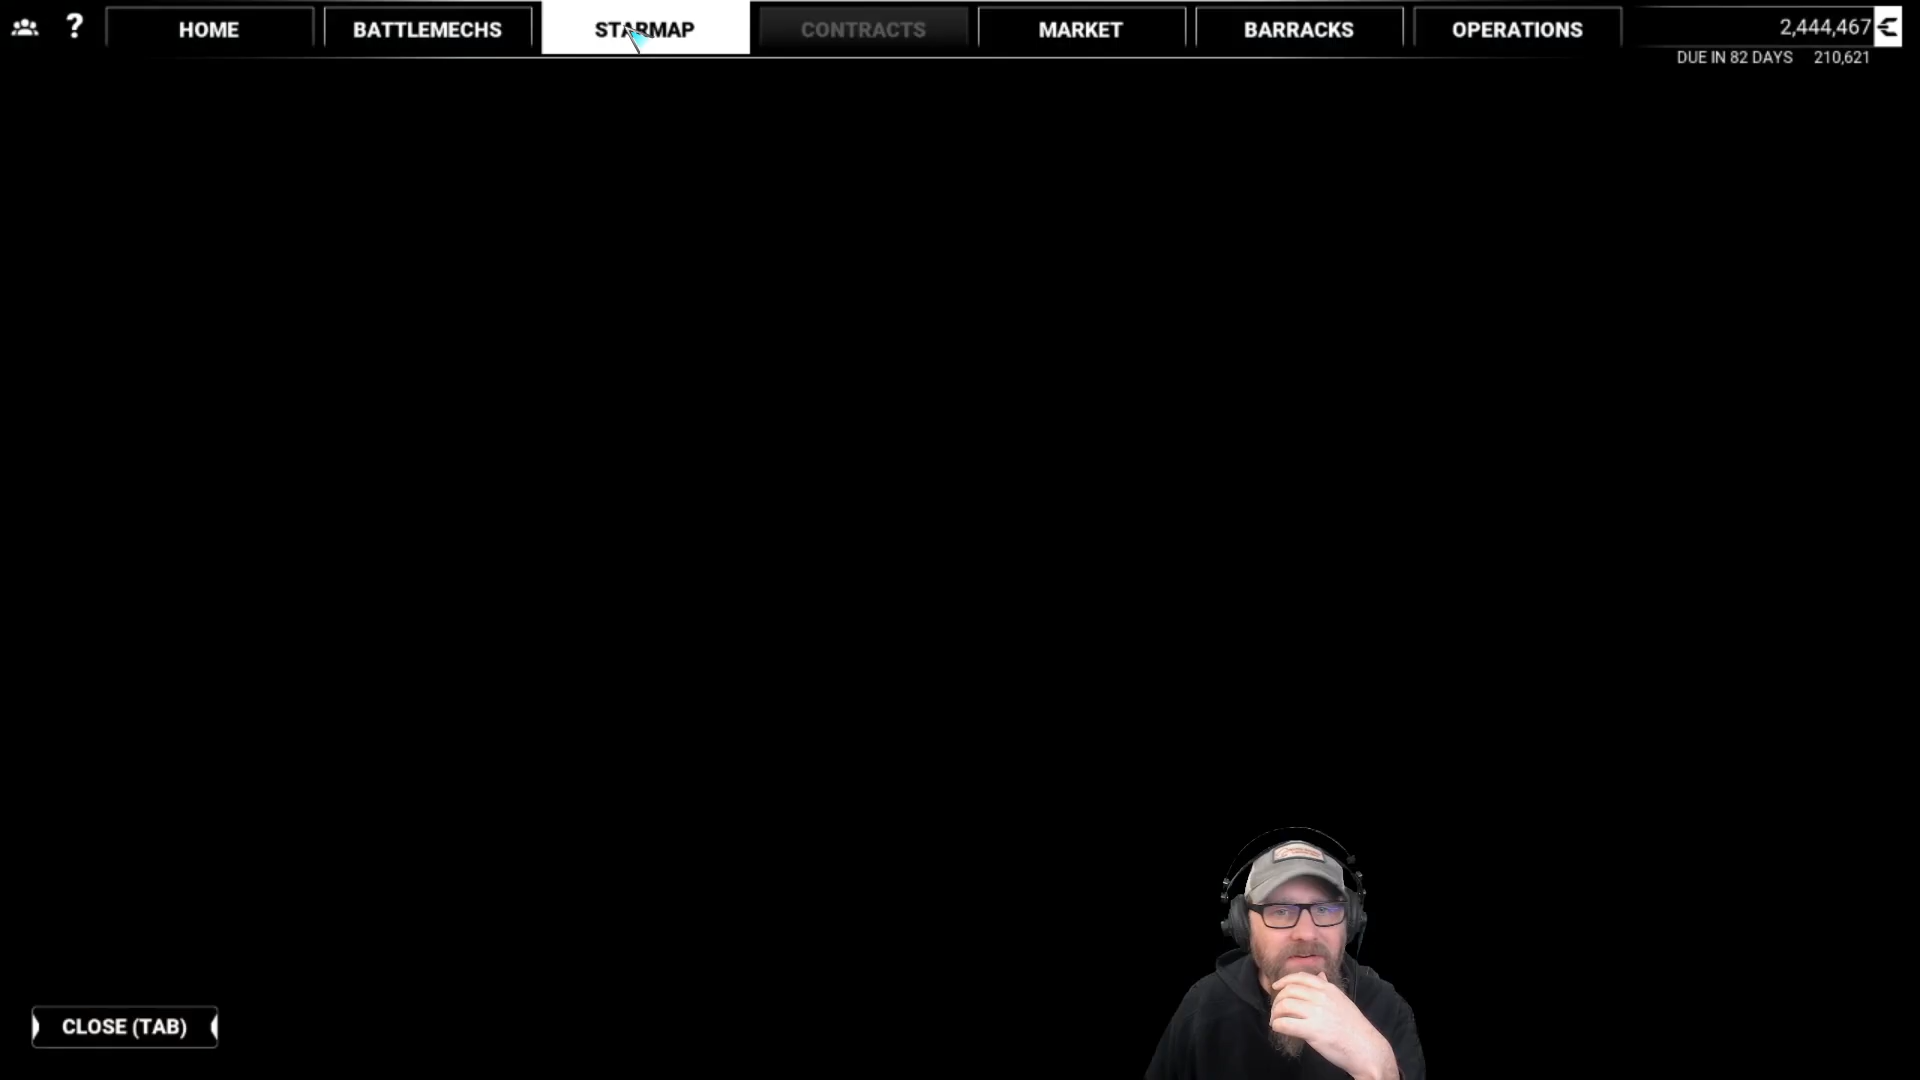 ?
HOME
BATTLEMECHS
STARMAP
CONTRACTS
MARKET
BARRACKS
OPERATIONS
2,444,467
DUE IN 82 DAYS 210,621
CLOSE (TAB)